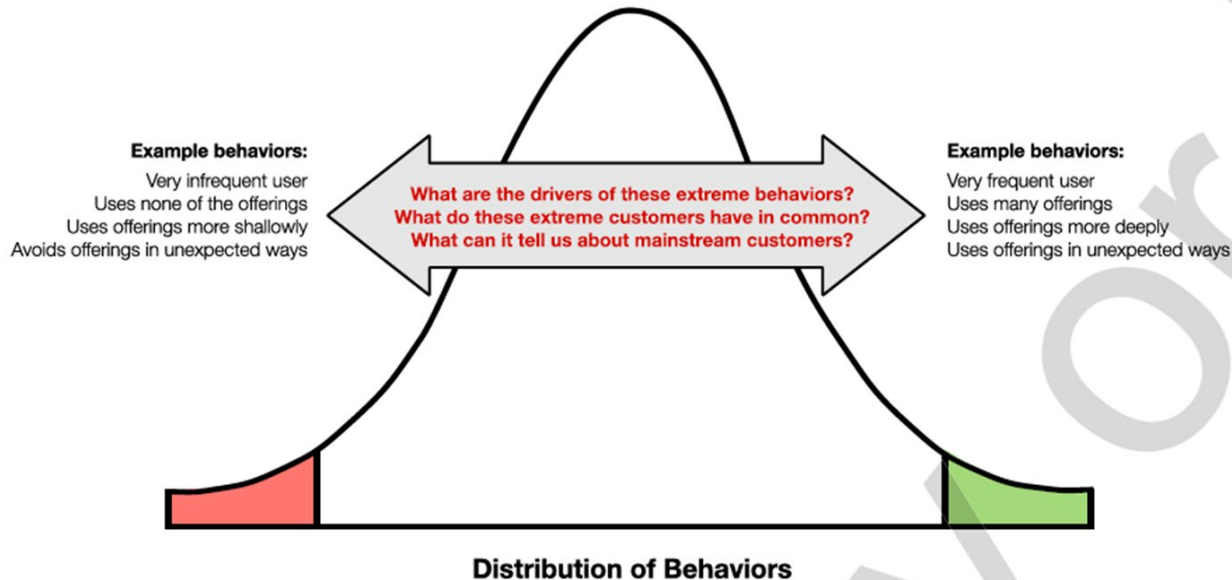 Example behaviors:
Very infrequent user
Uses none of the offerings
Uses offerings more shallowly
Avoids offerings in unexpected ways
What are the drivers of these extreme behaviors?
What do these extreme customers have in common?
What can it tell us about mainstream customers?
Example behaviors:
Very frequent user
Uses many offerings
Uses offerings more deeply
Uses offerings in unexpected ways
Distribution of Behaviors